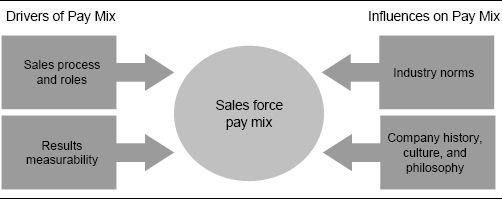 Drivers of Pay Mix
Influences on Pay Mix
Sales process
and roles
Results
measurability
Sales force
pay mix
Industry norms
Company history,
culture, and
philosophy